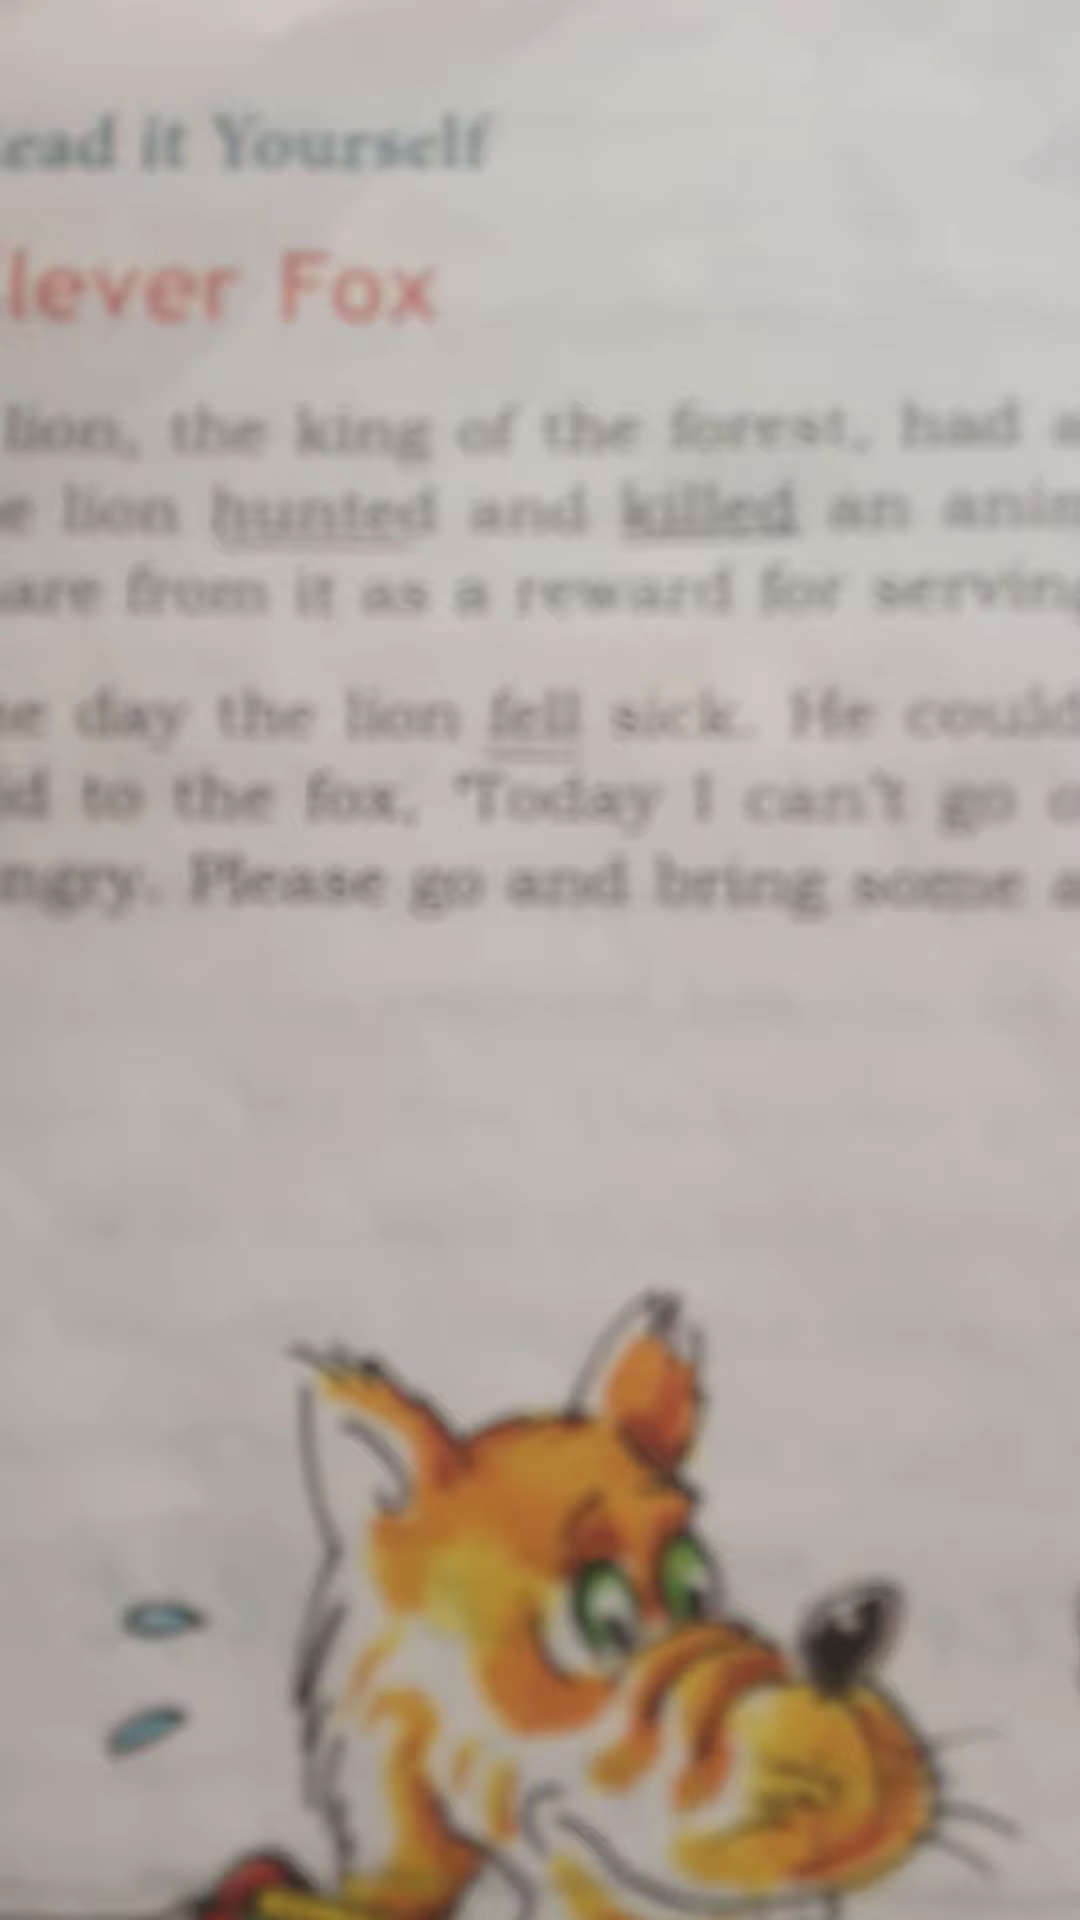 ead it Yourself
lever Fox
lion, the king of the forest, had a
e lion hunted and killed an anim
are from it as a reward for serving
ne day the lion fell sick. He could
id to the fox, 'Today I can't go o
ngry. Please go and bring some a